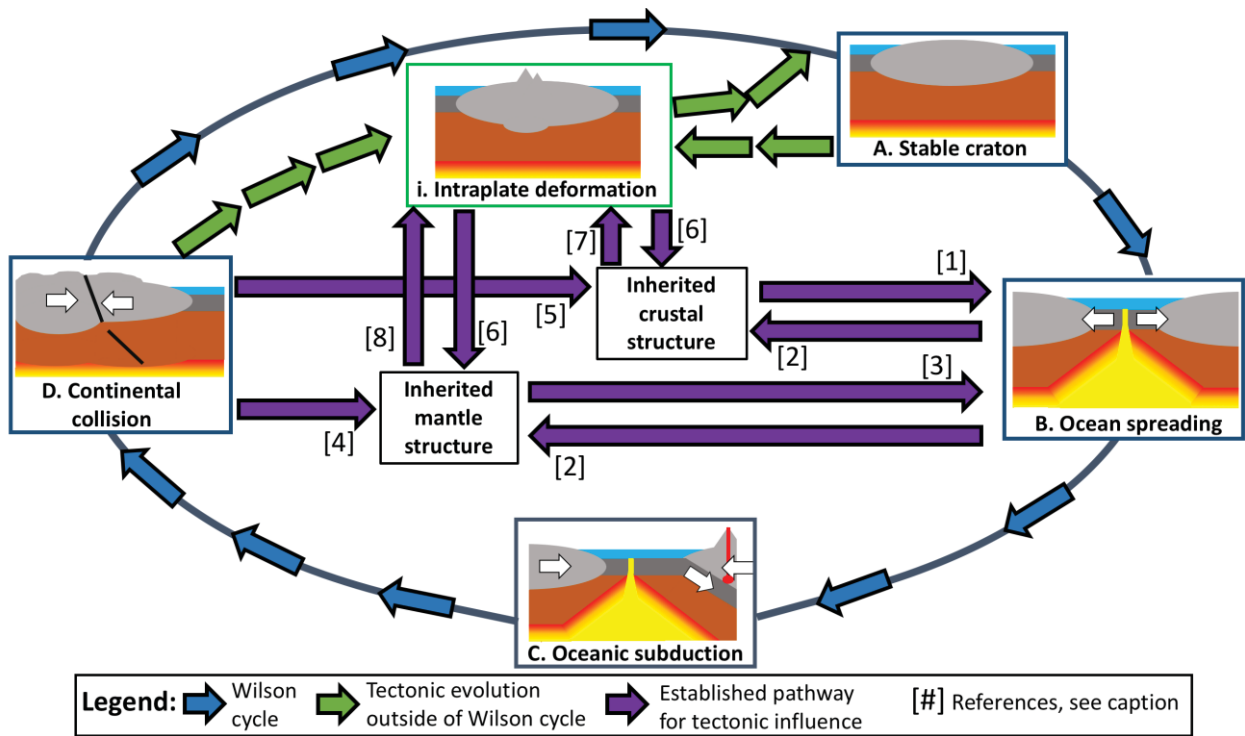 A. Stable craton
i. Intraplate deformation
[7]
[6]
[1]
Inherited
crustal
structure
[5]
[8]
[6]
[2]
[3]
D. Continental
collision
Inherited
mantle
structure
[4]
[2]
B. Ocean spreading
C. Oceanic subduction
Legend:
Wilson
cycle
Tectonic evolution
outside of Wilson cycle
Established pathway
for tectonic influence
[#] References, see caption